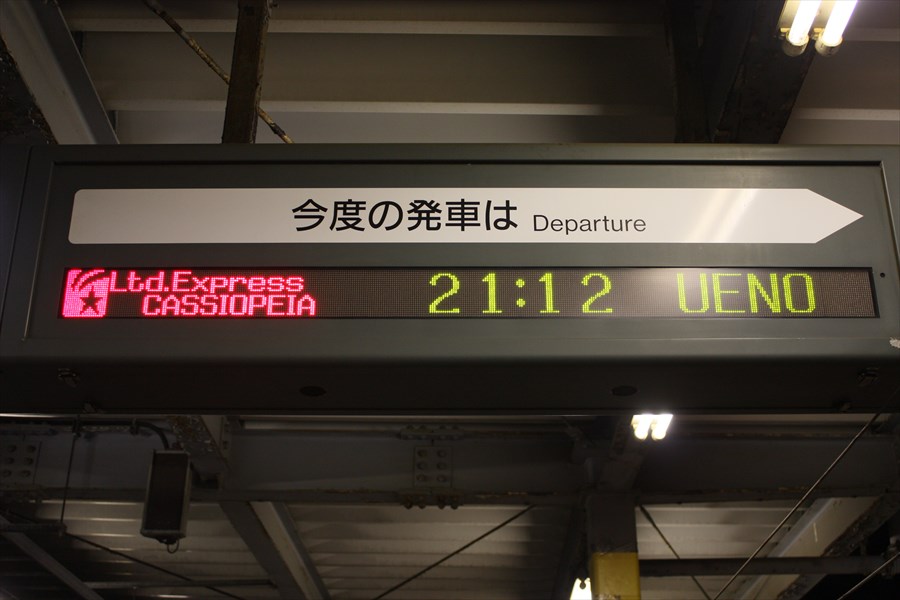 今度の発車は Departure
Ltd.Express
CASSIOPEIA
21:12 UENO